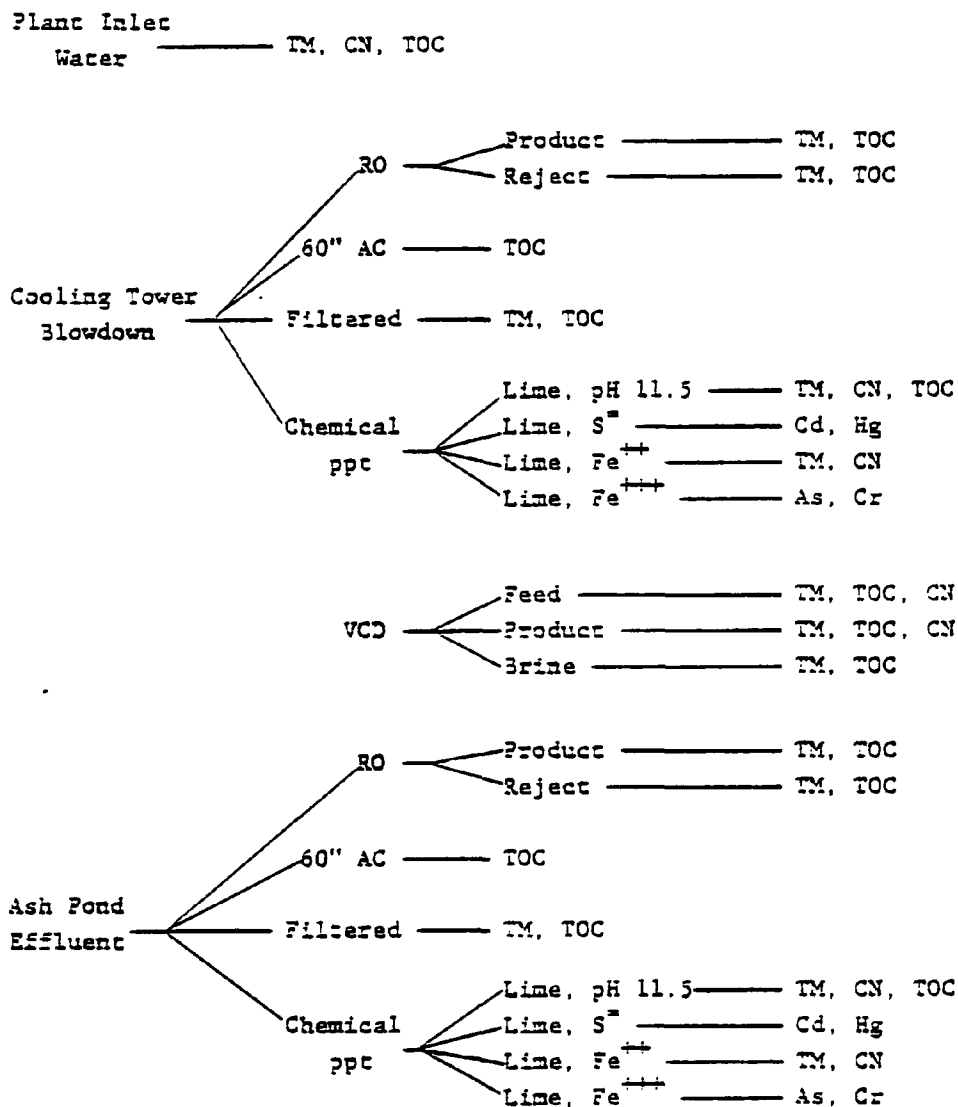 Plant Inlet
Water
TM, CN, TOC
RO
Product
TM, TOC
Reject
TM, TOC
60" AC
TOC
Cooling Tower
Blowdown
Filtered
TM, TOC
Chemical
ppt
Lime, pH 11.5
TM, CN, TOC
Lime, S=
Cd, Hg
Lime, Fe++
TM, CN
Lime, Fe+++
As, Cr
VCD
Feed
TM, TOC, CN
Product
TM, TOC, CN
Brine
TM, TOC
RO
Product
TM, TOC
Reject
TM, TOC
60" AC
TOC
Ash Pond
Effluent
Filtered
TM, TOC
Chemical
ppt
Lime, pH 11.5
TM, CN, TOC
Lime, S=
Cd, Hg
Lime, Fe++
TM, CN
Lime, Fe+++
As, Cr